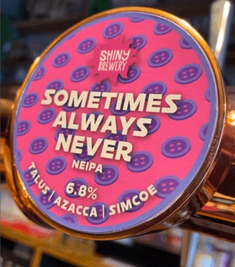 SHINY
BREWERY
SOMETIMES
ALWAYS
NEVER
NEIPA
6.8%
TALUS | AZACCA | SIMCOE